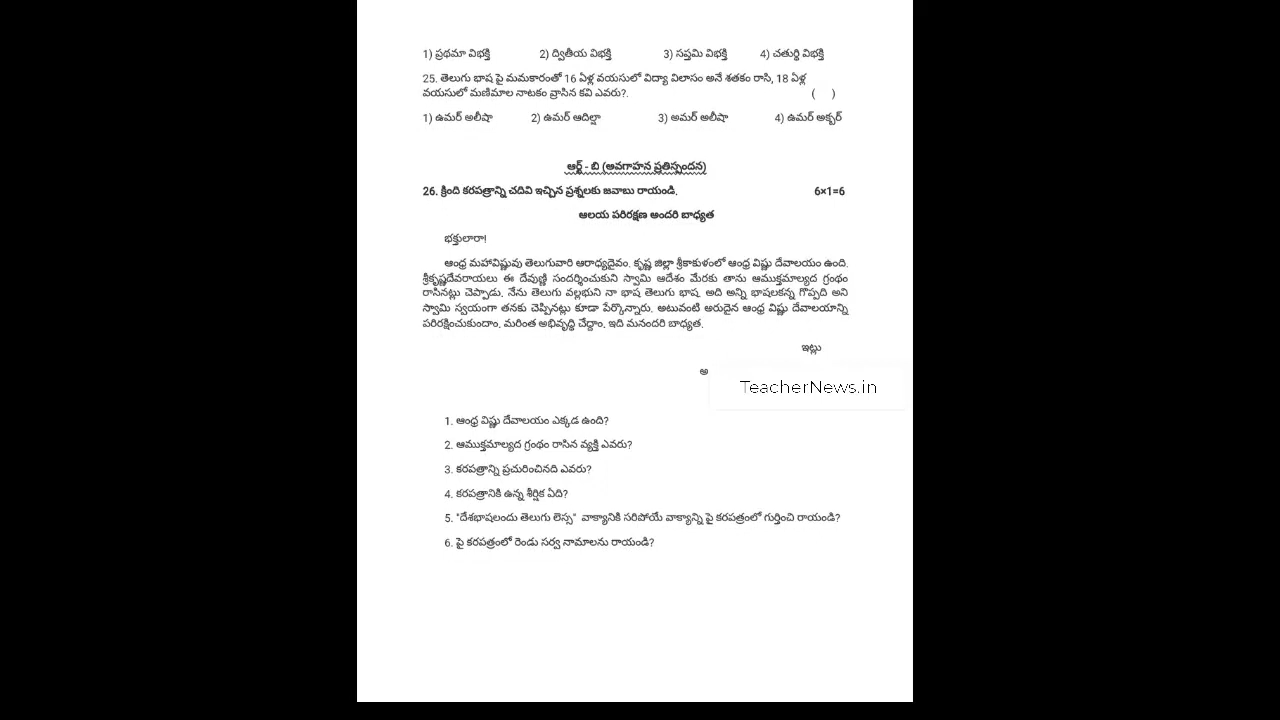 1) ప్రథమా విభక్తి 2) ద్వితీయ విభక్తి 3) సప్తమి విభక్తి 4) చతుర్థి విభక్తి
25. తెలుగు భాష పై మమకారంతో 16 ఏళ్ల వయసులో విద్యా విలాసం అనే శతకం రాసి, 18 ఏళ్ల
వయసులో మణిమాల నాటకం వ్రాసిన కవి ఎవరు?. ( )
1) ఉమర్ అలీషా 2) ఉమర్ ఆదిల్షా 3) అమర్ అలీషా 4) ఉమర్ అక్బర్
ఆర్ట్ - బి (అవగాహన ప్రతిస్పందన)
26. క్రింది కరపత్రాన్ని చదివి ఇచ్చిన ప్రశ్నలకు జవాబు రాయండి. 6×1=6
ఆలయ పరిరక్షణ అందరి బాధ్యత
భక్తులారా!
ఆంధ్ర మహావిష్ణువు తెలుగువారి ఆరాధ్యదైవం. కృష్ణ జిల్లా శ్రీకాకుళంలో ఆంధ్ర విష్ణు దేవాలయం ఉంది.
శ్రీకృష్ణదేవరాయలు ఈ దేవుణ్ణి సందర్శించుకుని స్వామి ఆదేశం మేరకు తాను ఆముక్తమాల్యద గ్రంథం
రాసినట్లు చెప్పాడు. నేను తెలుగు వల్లభుని నా భాష తెలుగు భాష. అది అన్ని భాషలకన్న గొప్పది అని
స్వామి స్వయంగా తనకు చెప్పినట్లు కూడా పేర్కొన్నారు. అటువంటి అరుదైన ఆంధ్ర విష్ణు దేవాలయాన్ని
పరిరక్షించుకుందాం. మరింత అభివృద్ధి చేద్దాం. ఇది మనందరి బాధ్యత.
ఇట్లు
అ
TeacherNews.in
1. ఆంధ్ర విష్ణు దేవాలయం ఎక్కడ ఉంది?
2. ఆముక్తమాల్యద గ్రంథం రాసిన వ్యక్తి ఎవరు?
3. కరపత్రాన్ని ప్రచురించినది ఎవరు?
4. కరపత్రానికి ఉన్న శీర్షిక ఏది?
5. "దేశభాషలందు తెలుగు లెస్స" వాక్యానికి సరిపోయే వాక్యాన్ని పై కరపత్రంలో గుర్తించి రాయండి?
6. పై కరపత్రంలో రెండు సర్వ నామాలను రాయండి?